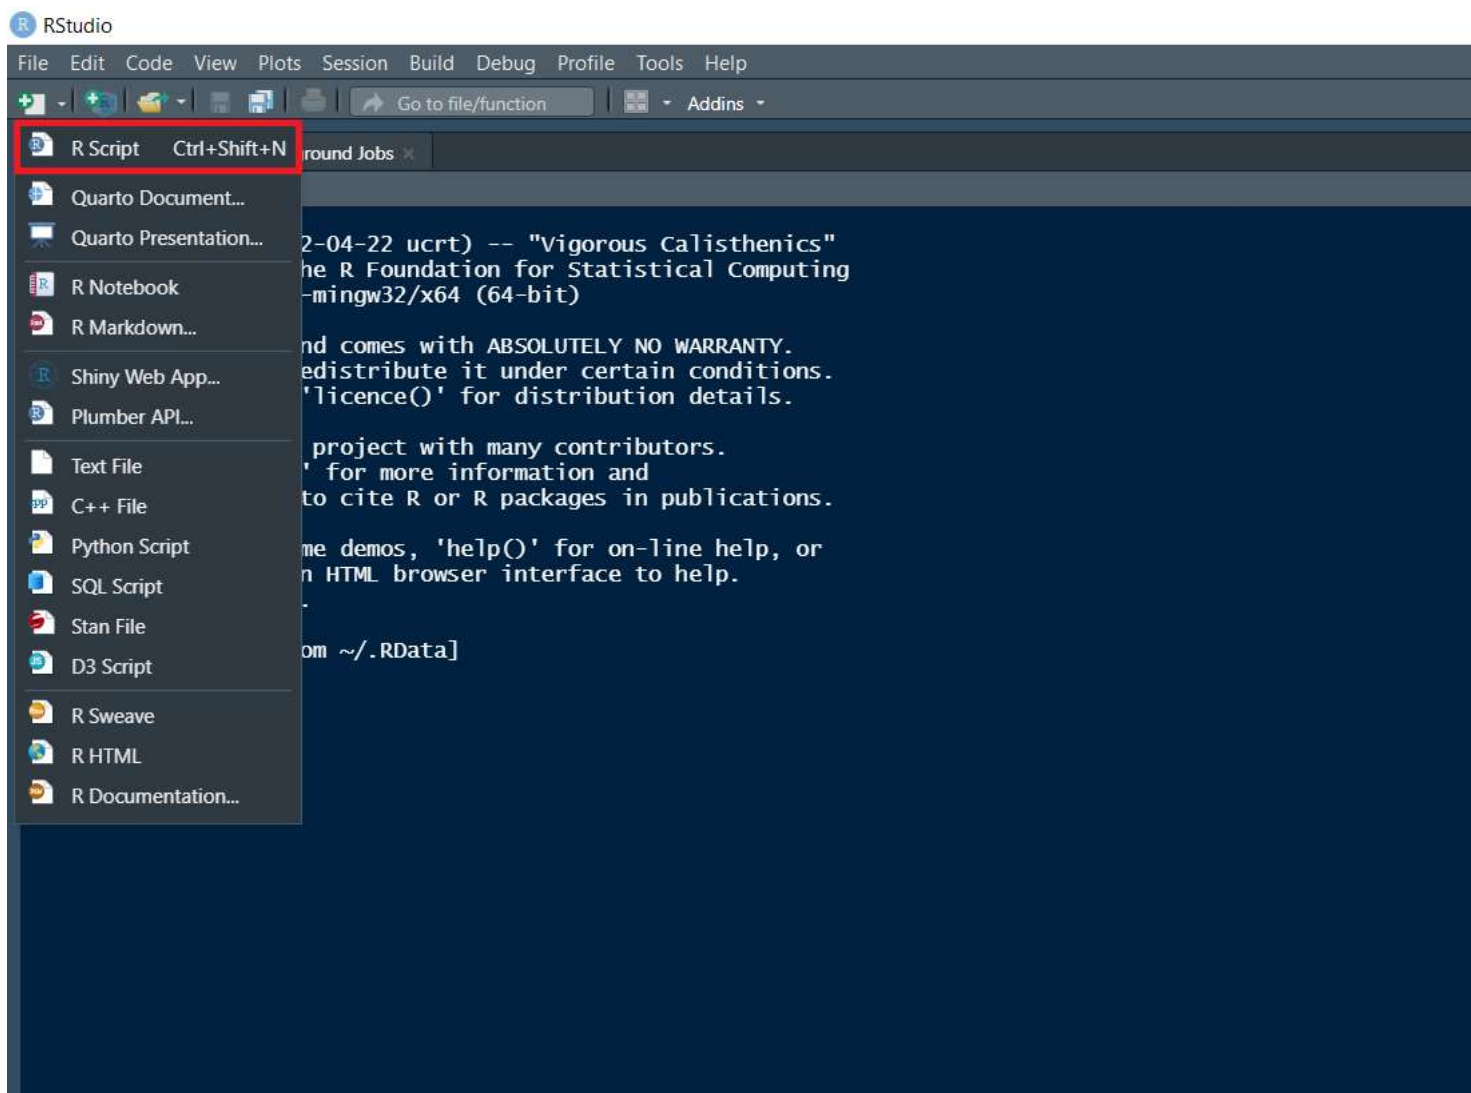 RStudio
File Edit Code View Plots Session Build Debug Profile Tools Help
Go to file/function Addins
R Script Ctrl+Shift+N
round Jobs
Quarto Document...
Quarto Presentation...
R Notebook
R Markdown...
Shiny Web App...
Plumber API...
Text File
C++ File
Python Script
SQL Script
Stan File
D3 Script
R Sweave
R HTML
R Documentation...
2-04-22 ucrt) -- "Vigorous Calisthenics"
he R Foundation for Statistical Computing
-mingw32/x64 (64-bit)
nd comes with ABSOLUTELY NO WARRANTY.
edistribute it under certain conditions.
'licence()' for distribution details.
project with many contributors.
' for more information and
to cite R or R packages in publications.
me demos, 'help()' for on-line help, or
n HTML browser interface to help.
.
om ~/.RData]